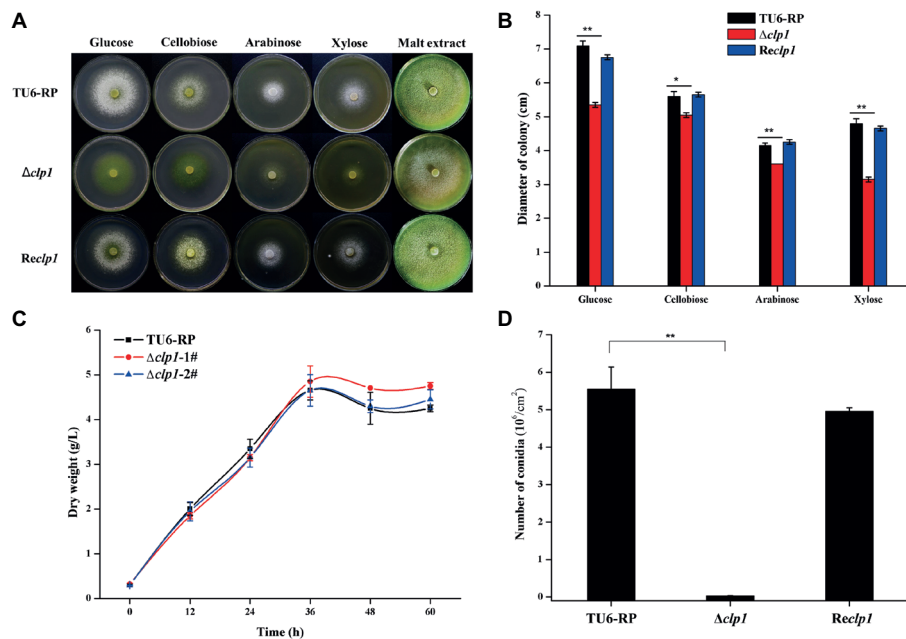 A
Glucose Cellobiose Arabinose Xylose Malt extract
TU6-RP
Δclp1
Reclp1
B
TU6-RP
Δclp1
Reclp1
** * ** **
Diameter of colony (cm)
8
7
6
5
4
3
2
1
0
Glucose Cellobiose Arabinose Xylose
C
TU6-RP
Δclp1-1#
Δclp1-2#
Dry weight (g/L)
6
5
4
3
2
1
0
0 12 24 36 48 60
Time (h)
D
**
Number of conidia (10⁶/cm²)
6
5
4
3
2
1
0
TU6-RP Δclp1 Reclp1